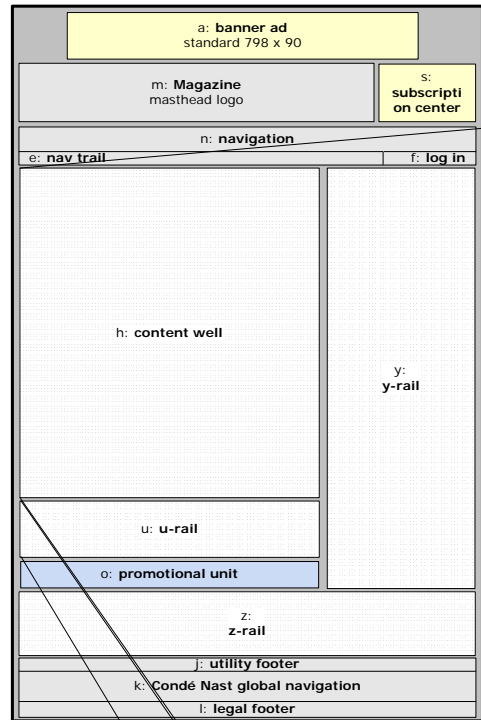 a: banner ad
standard 798 x 90
m: Magazine
masthead logo
s:
subscripti
on center
n: navigation
e: nav trail
f: log in
h: content well
y:
y-rail
u: u-rail
o: promotional unit
z:
z-rail
j: utility footer
k: Condé Nast global navigation
l: legal footer